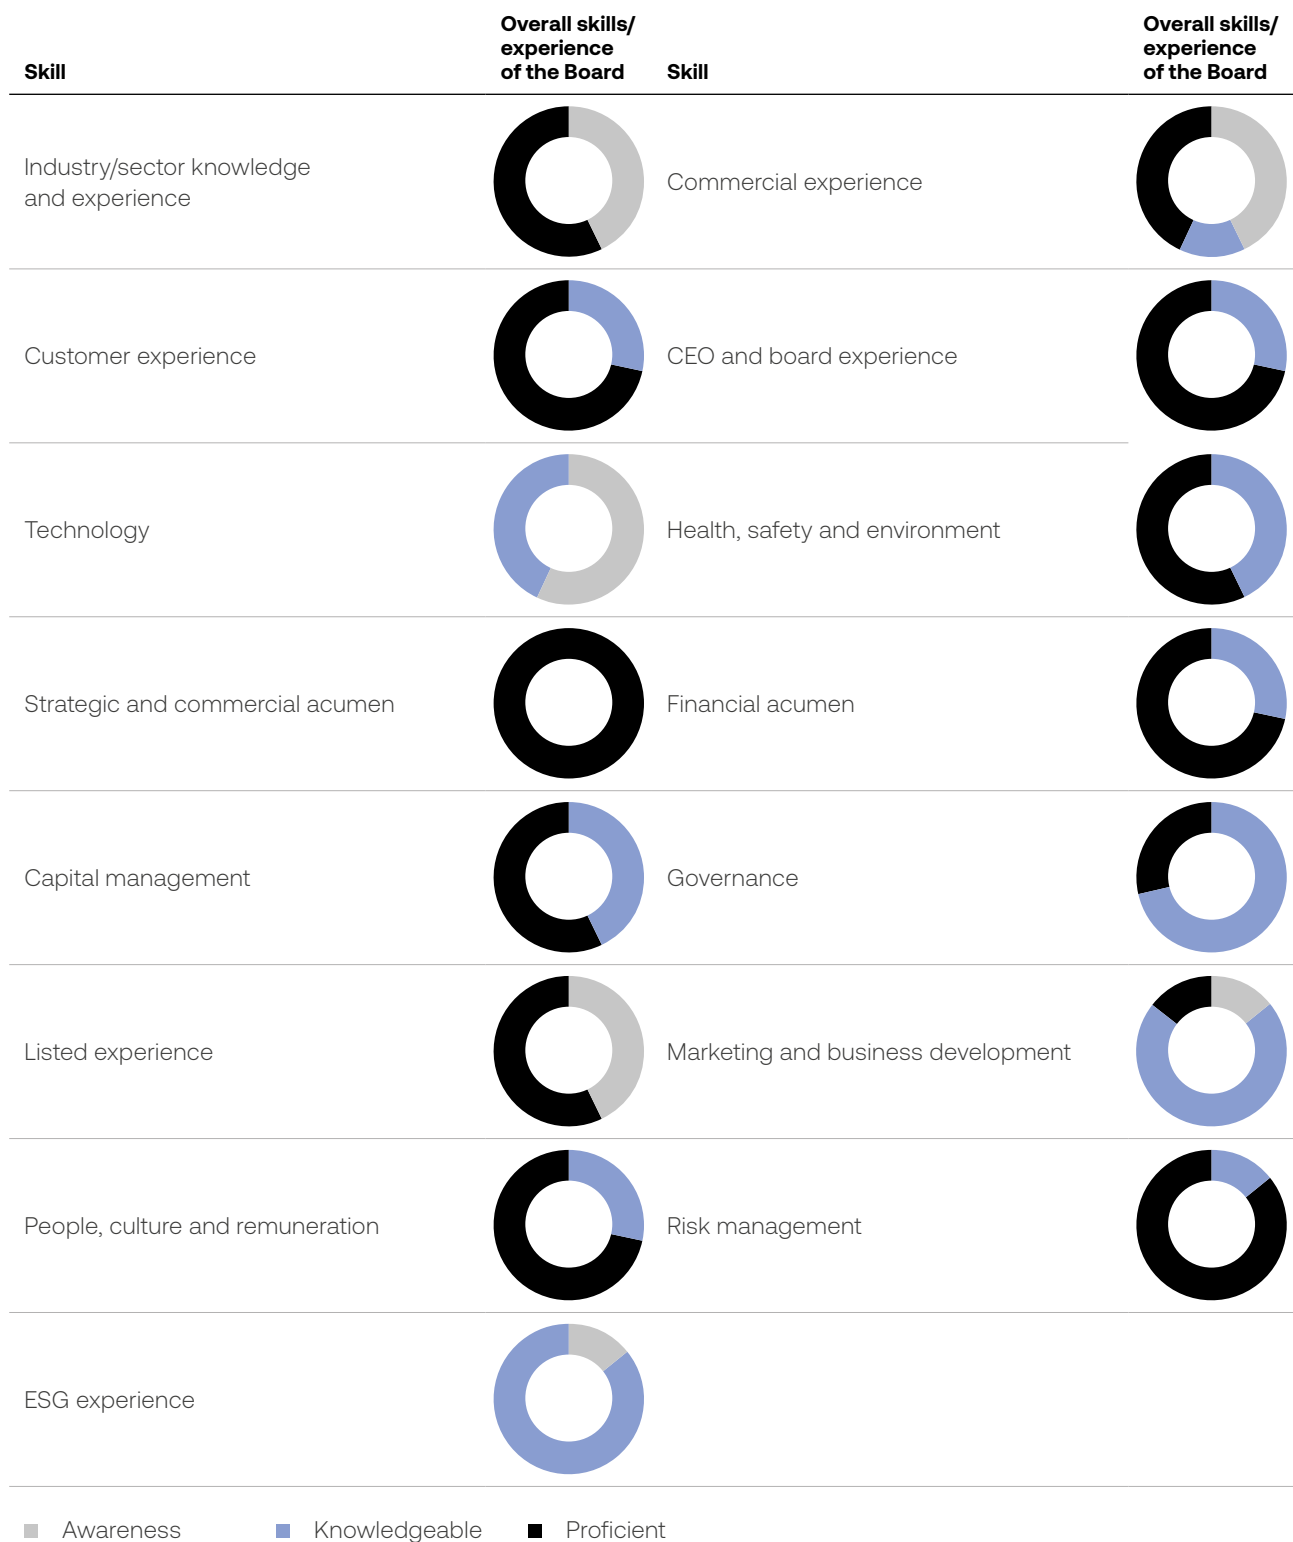 Skill
Overall skills/
experience
of the Board
Skill
Overall skills/
experience
of the Board
Industry/sector knowledge
and experience
Commercial experience
Customer experience
CEO and board experience
Technology
Health, safety and environment
Strategic and commercial acumen
Financial acumen
Capital management
Governance
Listed experience
Marketing and business development
People, culture and remuneration
Risk management
ESG experience
Awareness
Knowledgeable
Proficient